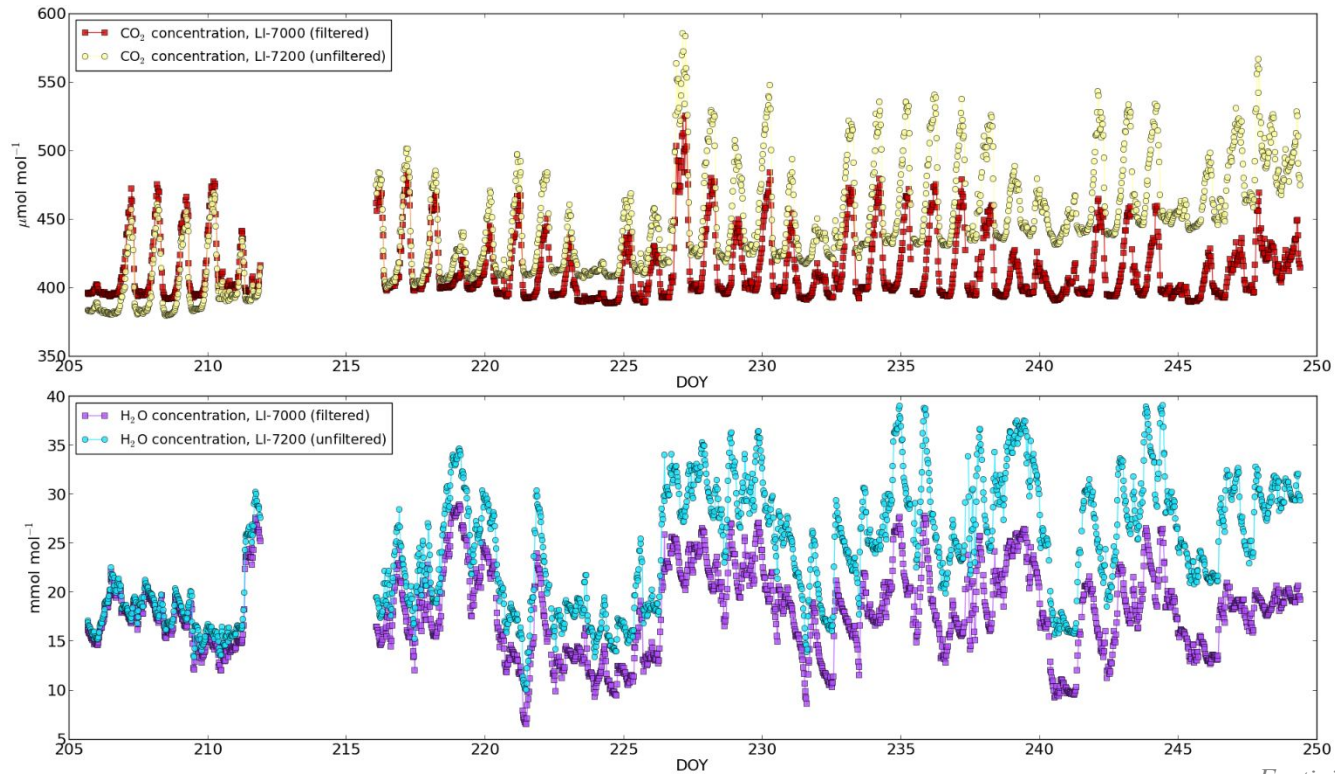 600
550
500
450
400
350
μmol mol⁻¹
CO₂ concentration, LI-7000 (filtered)
CO₂ concentration, LI-7200 (unfiltered)
205 210 215 220 225 230 235 240 245 250
DOY
40
35
30
25
20
15
10
5
mmol mol⁻¹
H₂O concentration, LI-7000 (filtered)
H₂O concentration, LI-7200 (unfiltered)
205 210 215 220 225 230 235 240 245 250
DOY